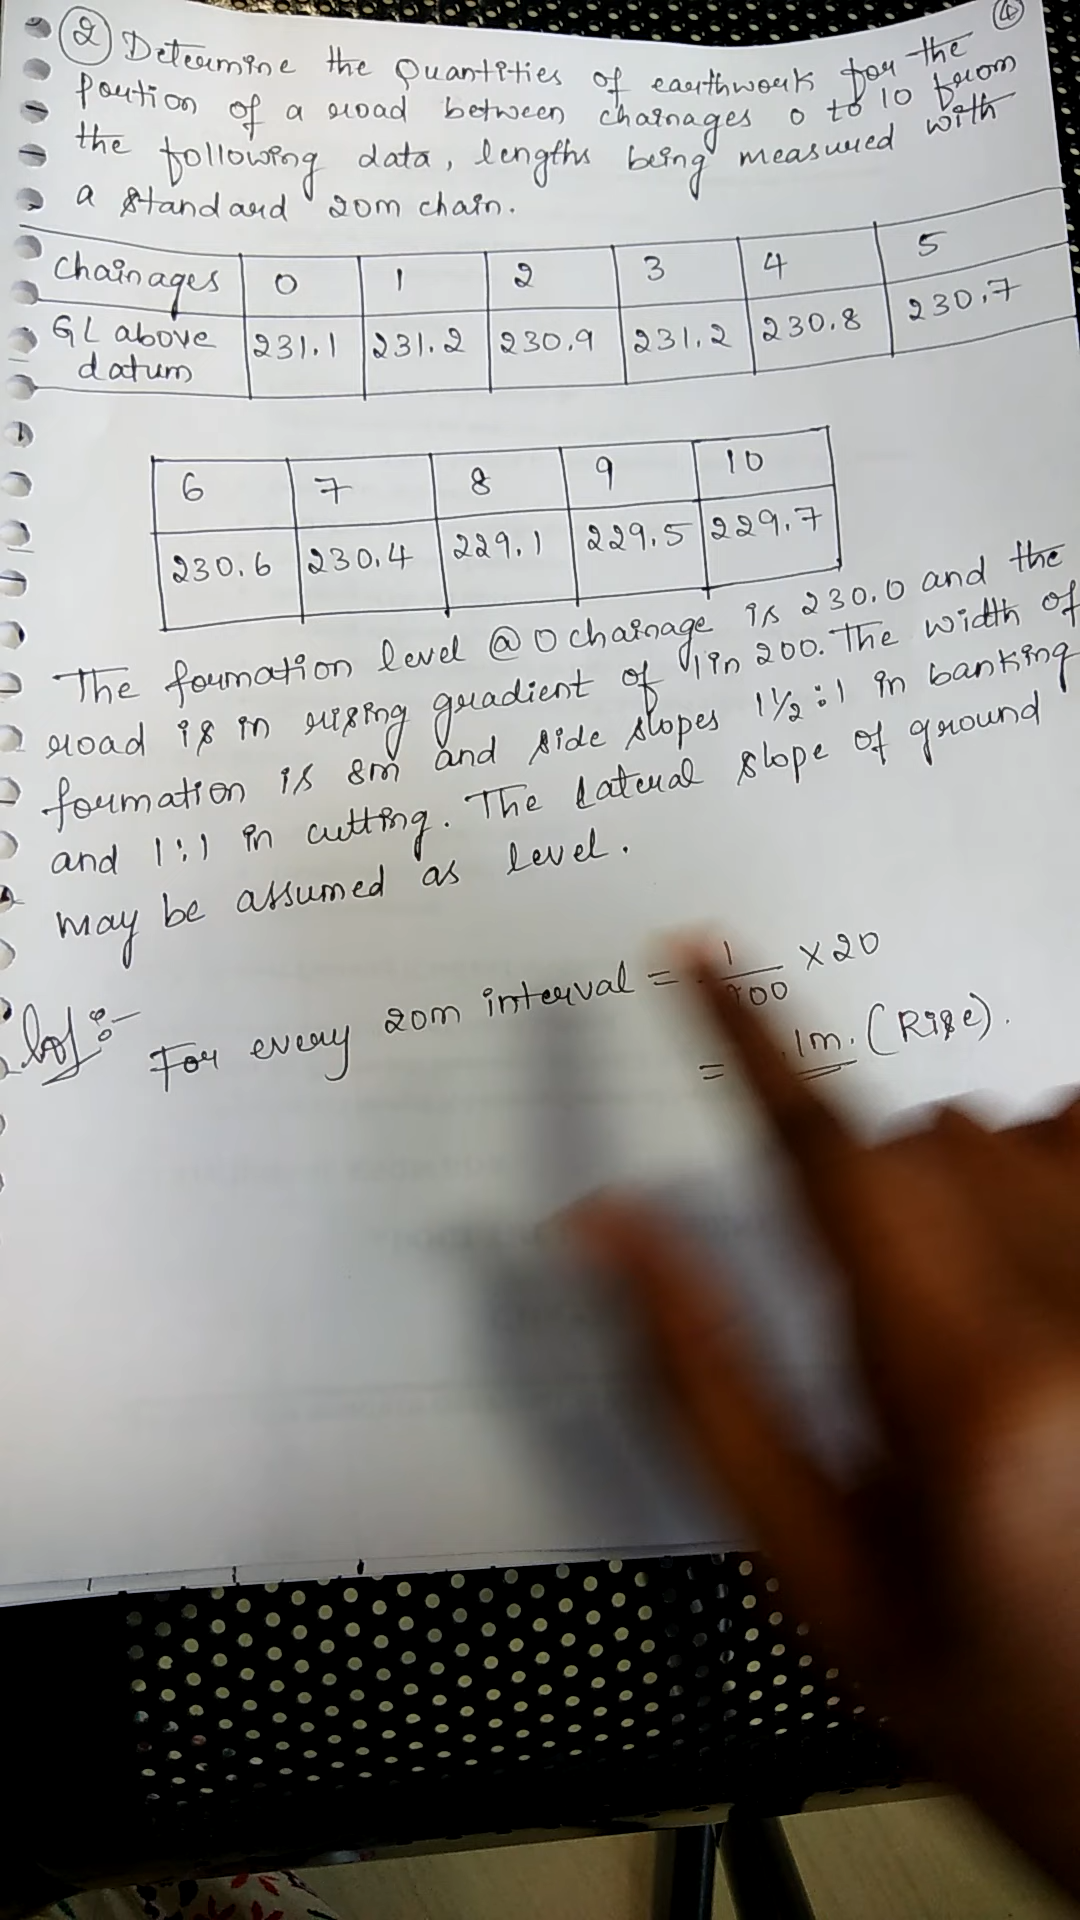 4
2 Determine the Quantities of earthwork for the
Portion of a road between chainages 0 to 10 from
the following data, lengths being measured with
a standard 20m chain.
Chainages 0 1 2 3 4 5
GL above datum 231.1 231.2 230.9 231.2 230.8 230.7
6 7 8 9 10
230.6 230.4 229.1 229.5 229.7
The formation level @ 0 chainage is 230.0 and the
road is in rising gradient of 1 in 200. The width of
formation is 8m and side slopes 1½:1 in banking
and 1:1 in cutting. The Lateral slope of ground
may be assumed as level.
Sol:- For every 20m interval = 1/200 × 20
= .1m. (Rise).